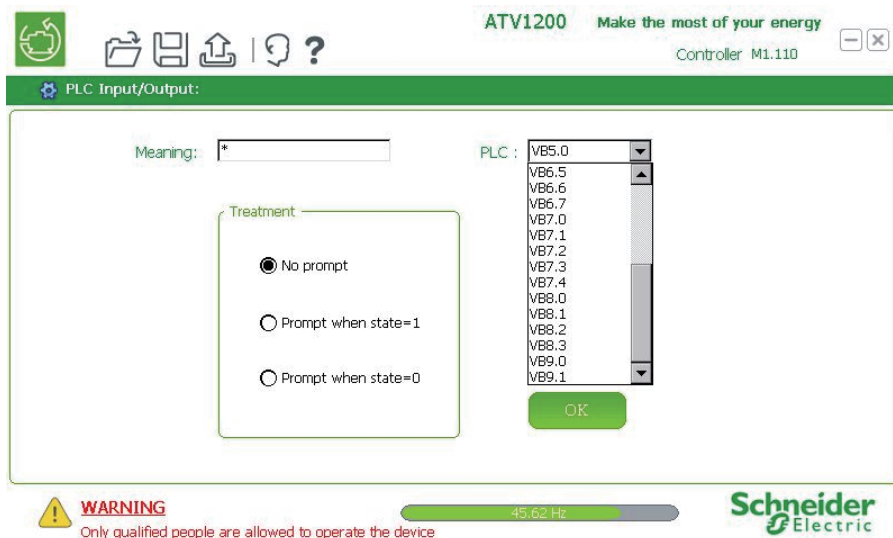 ATV1200
Make the most of your energy
Controller M1.110
?
PLC Input/Output:
Meaning: *
PLC : VB5.0
VB6.5
VB6.6
VB6.7
VB7.0
VB7.1
VB7.2
VB7.3
VB7.4
VB8.0
VB8.1
VB8.2
VB8.3
VB9.0
VB9.1
Treatment
No prompt
Prompt when state=1
Prompt when state=0
OK
WARNING
Only qualified people are allowed to operate the device
45.62 Hz
Schneider
Electric